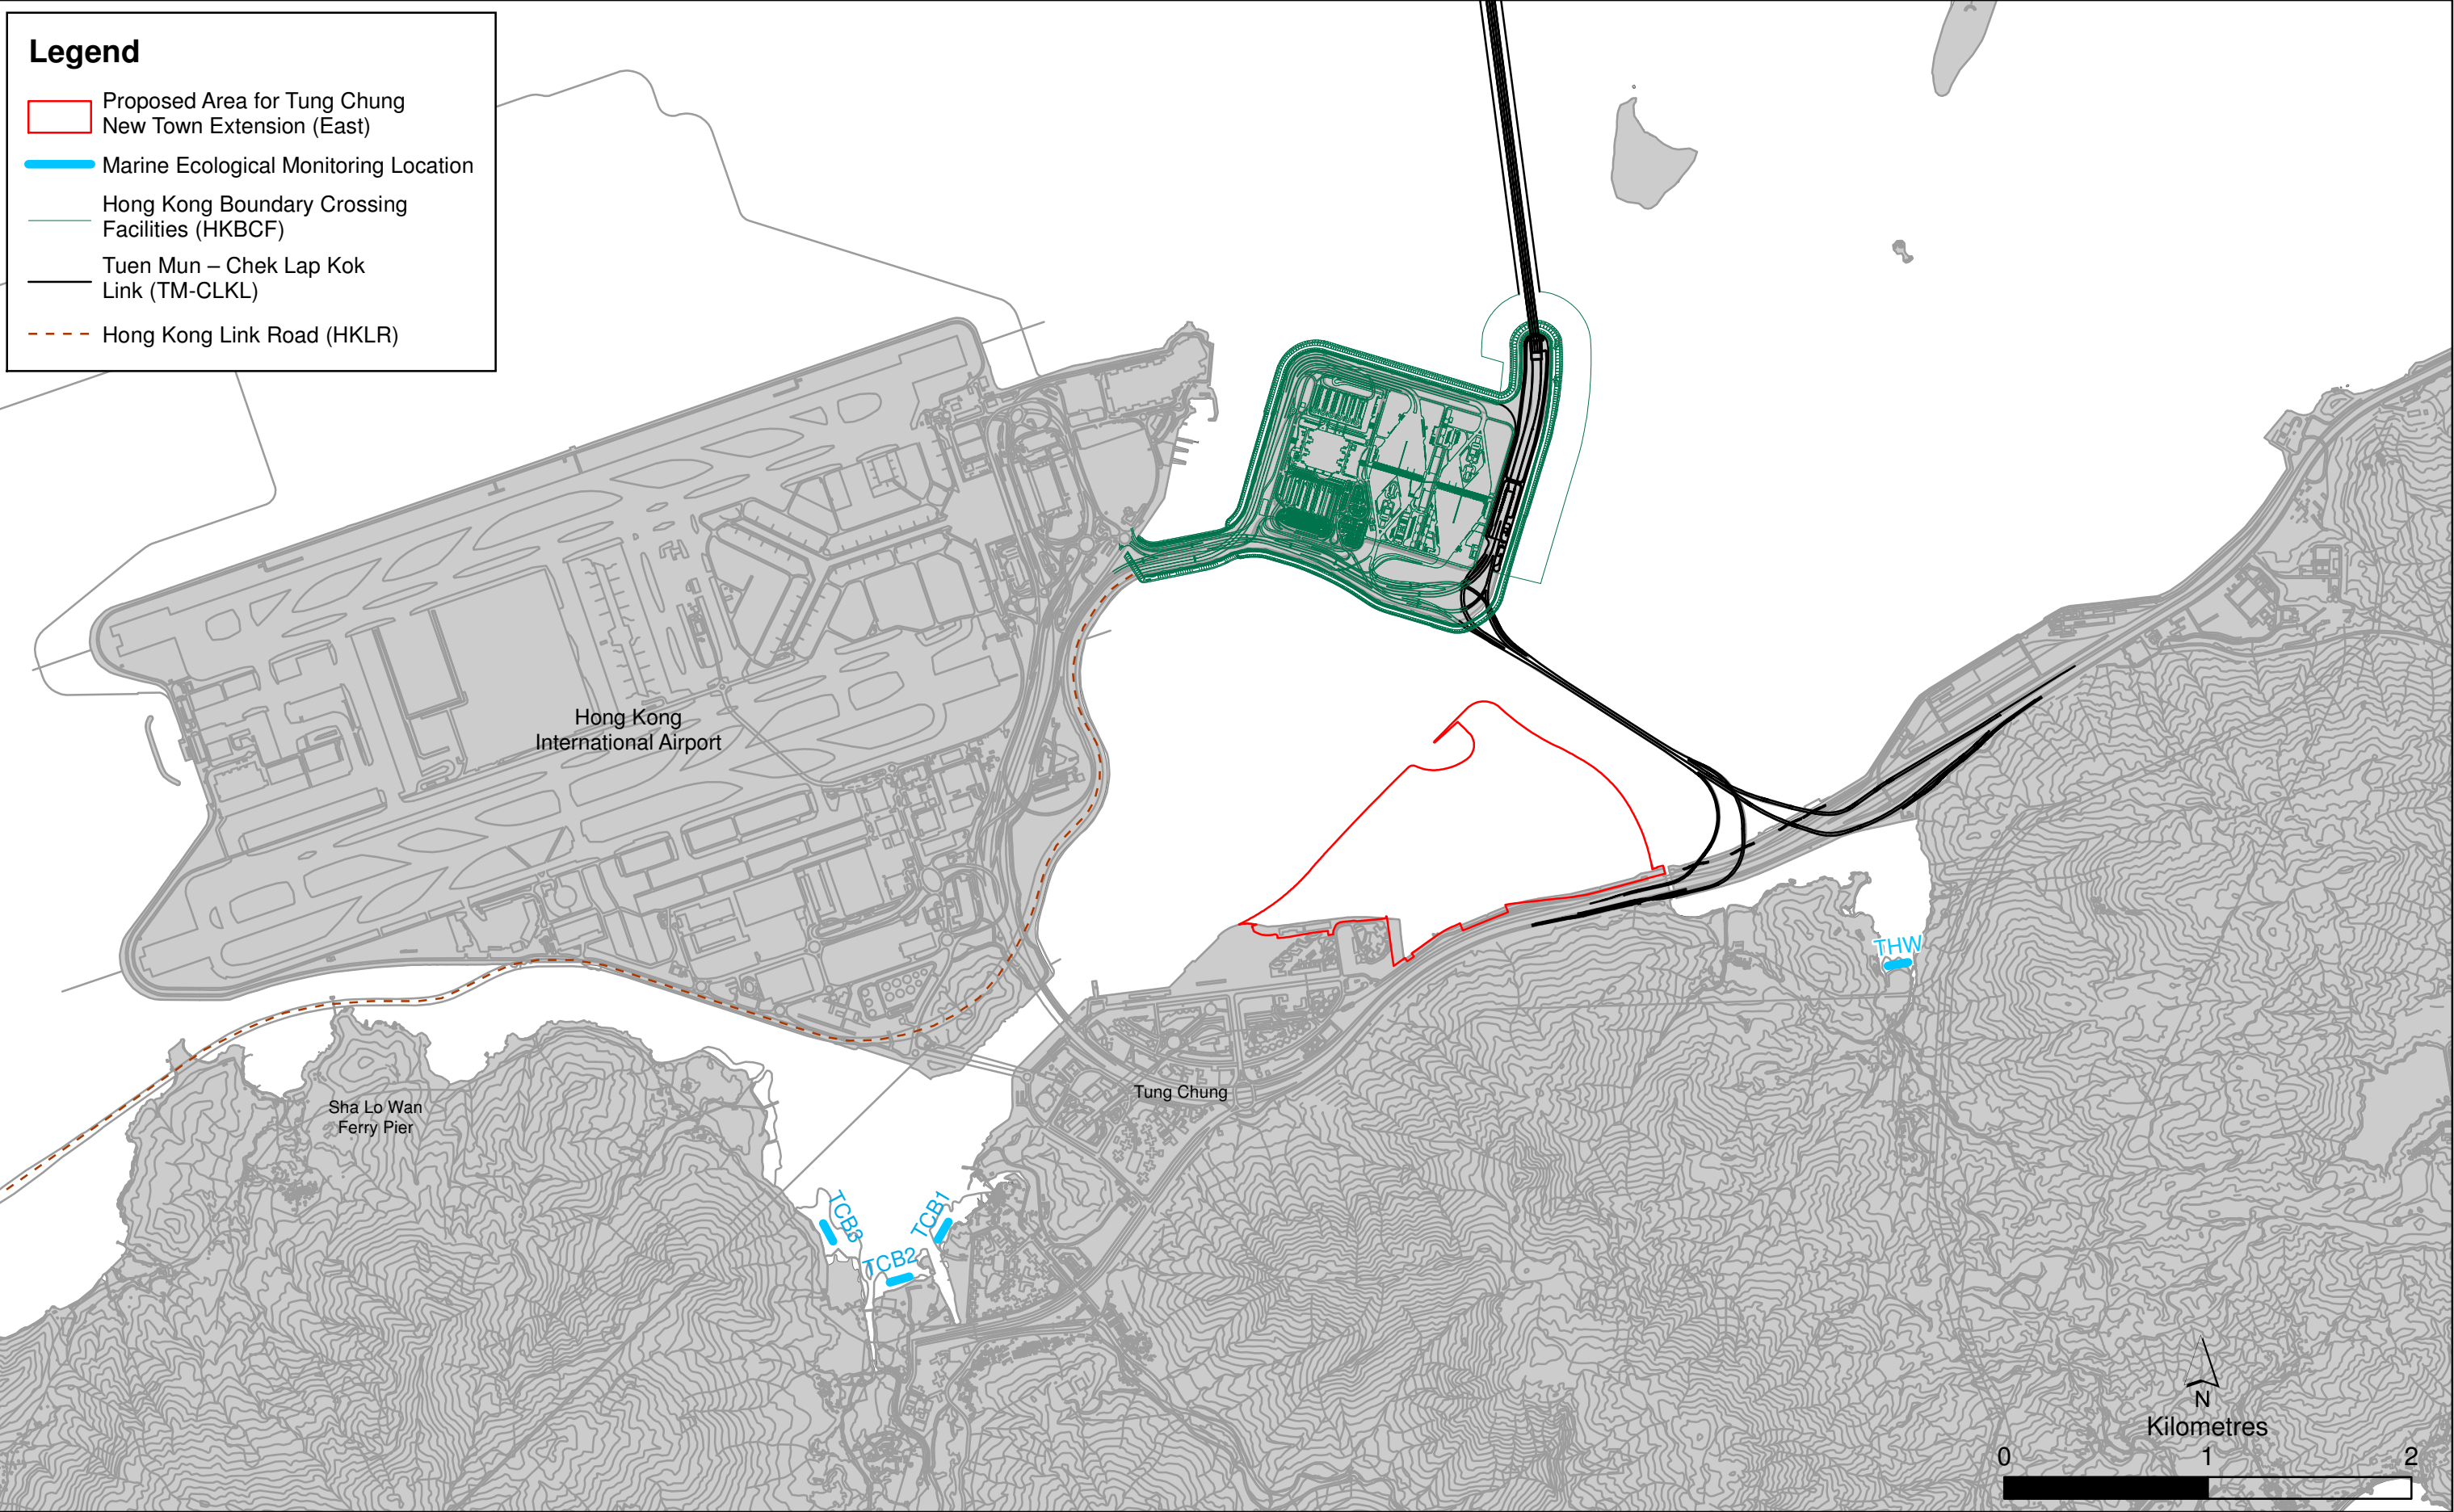 Legend
Proposed Area for Tung Chung
New Town Extension (East)
Marine Ecological Monitoring Location
Hong Kong Boundary Crossing
Facilities (HKBCF)
Tuen Mun – Chek Lap Kok
Link (TM-CLKL)
Hong Kong Link Road (HKLR)
Hong Kong
International Airport
THW
Tung Chung
Sha Lo Wan
Ferry Pier
TCB3
TCB1
TCB2
N
Kilometres
0 1 2